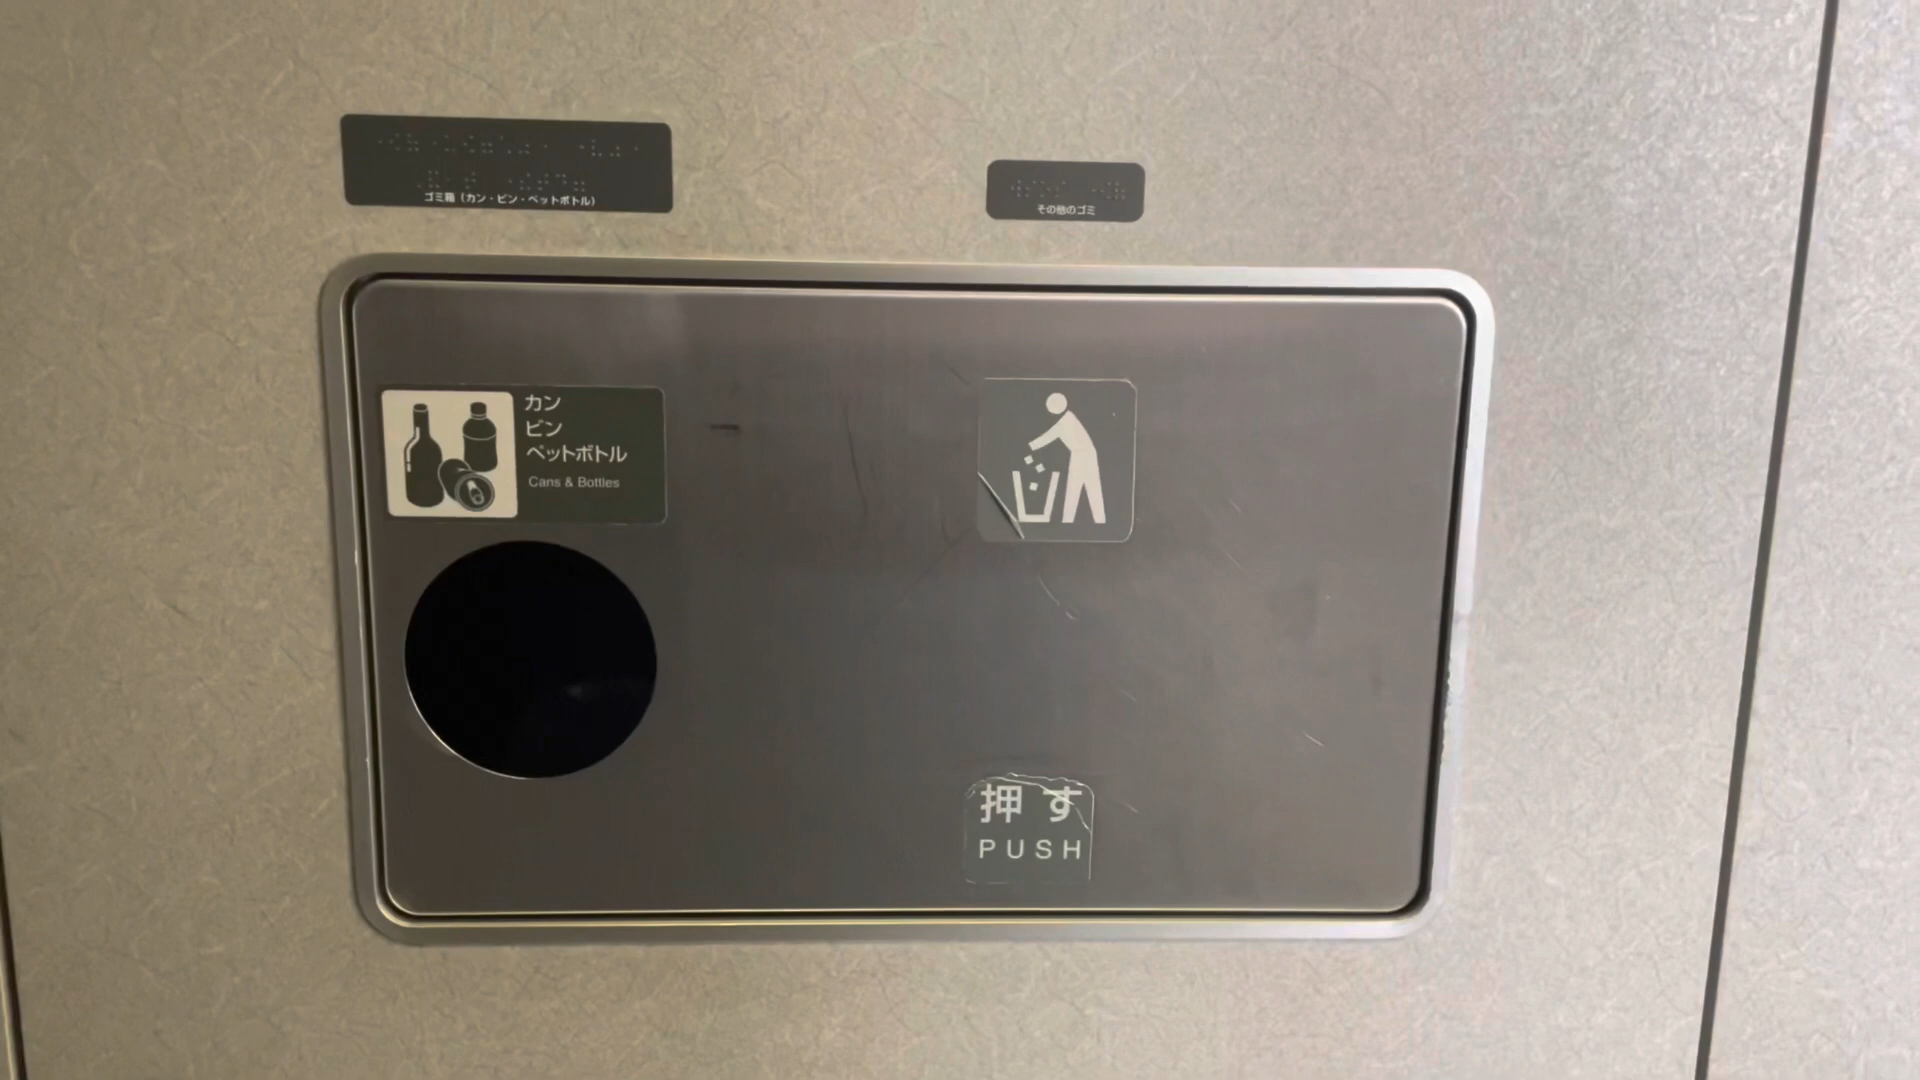 ゴミ箱（カン・ビン・ペットボトル）
その他のゴミ
カン
ビン
ペットボトル
Cans & Bottles
押す
PUSH